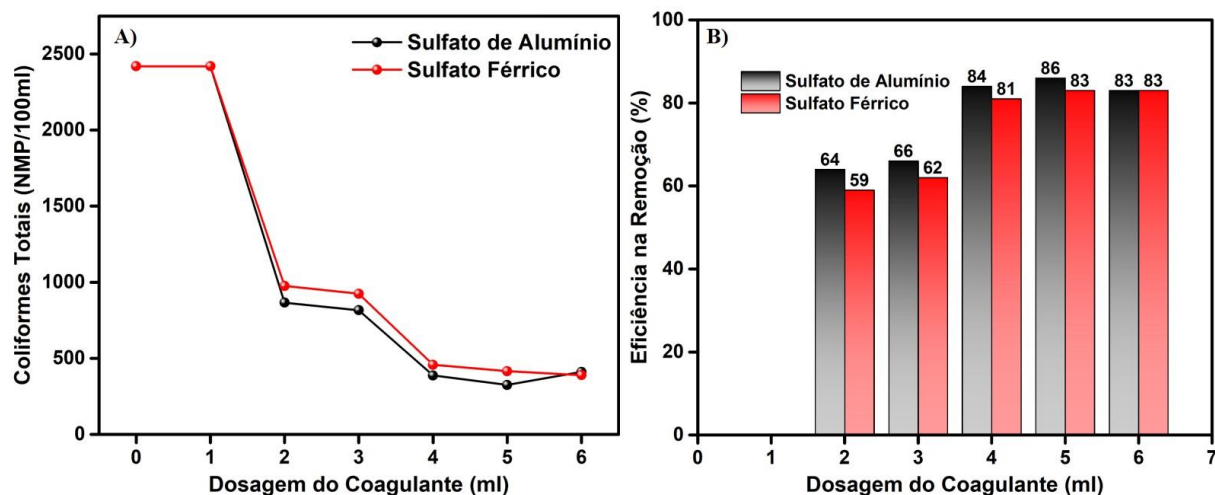 A)
Sulfato de Alumínio
Sulfato Férrico
Coliformes Totais (NMP/100ml)
2500
2000
1500
1000
500
0
0 1 2 3 4 5 6
Dosagem do Coagulante (ml)
B)
Sulfato de Alumínio
Sulfato Férrico
Eficiência na Remoção (%)
100
80
60
40
20
0
64 59 66 62 84 81 86 83 83 83
0 1 2 3 4 5 6 7
Dosagem do Coagulante (ml)